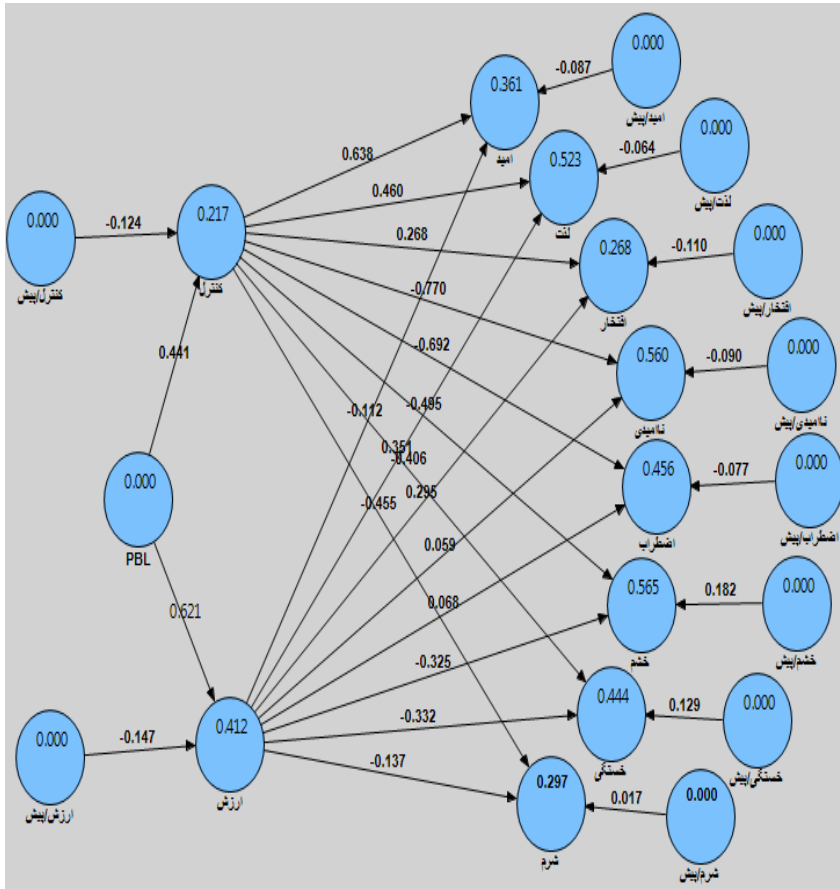 0.000
-0.087
0.361
امید/پیش
0.000
امید
0.638
-0.064
0.523
0.460
لذت/پیش
0.000
0.000
-0.124
0.217
لذت
0.268
0.268
-0.110
کنترل/پیش
کنترل
افتخار/پیش
افتخار
-0.770
0.000
0.441
-0.692
0.560
-0.090
-0.112
-0.495
ناامیدی/پیش
ناامیدی
0.351
-0.406
0.000
0.000
0.456
-0.077
0.295
-0.455
PBL
0.059
اضطراب/پیش
اضطراب
0.000
0.565
0.182
0.621
0.068
-0.325
خشم/پیش
خشم
0.000
0.444
0.129
0.000
-0.147
0.412
-0.332
-0.137
خستگی
خستگی/پیش
0.297
0.017
0.000
ارزش/پیش
ارزش
شرم
شرم/پیش